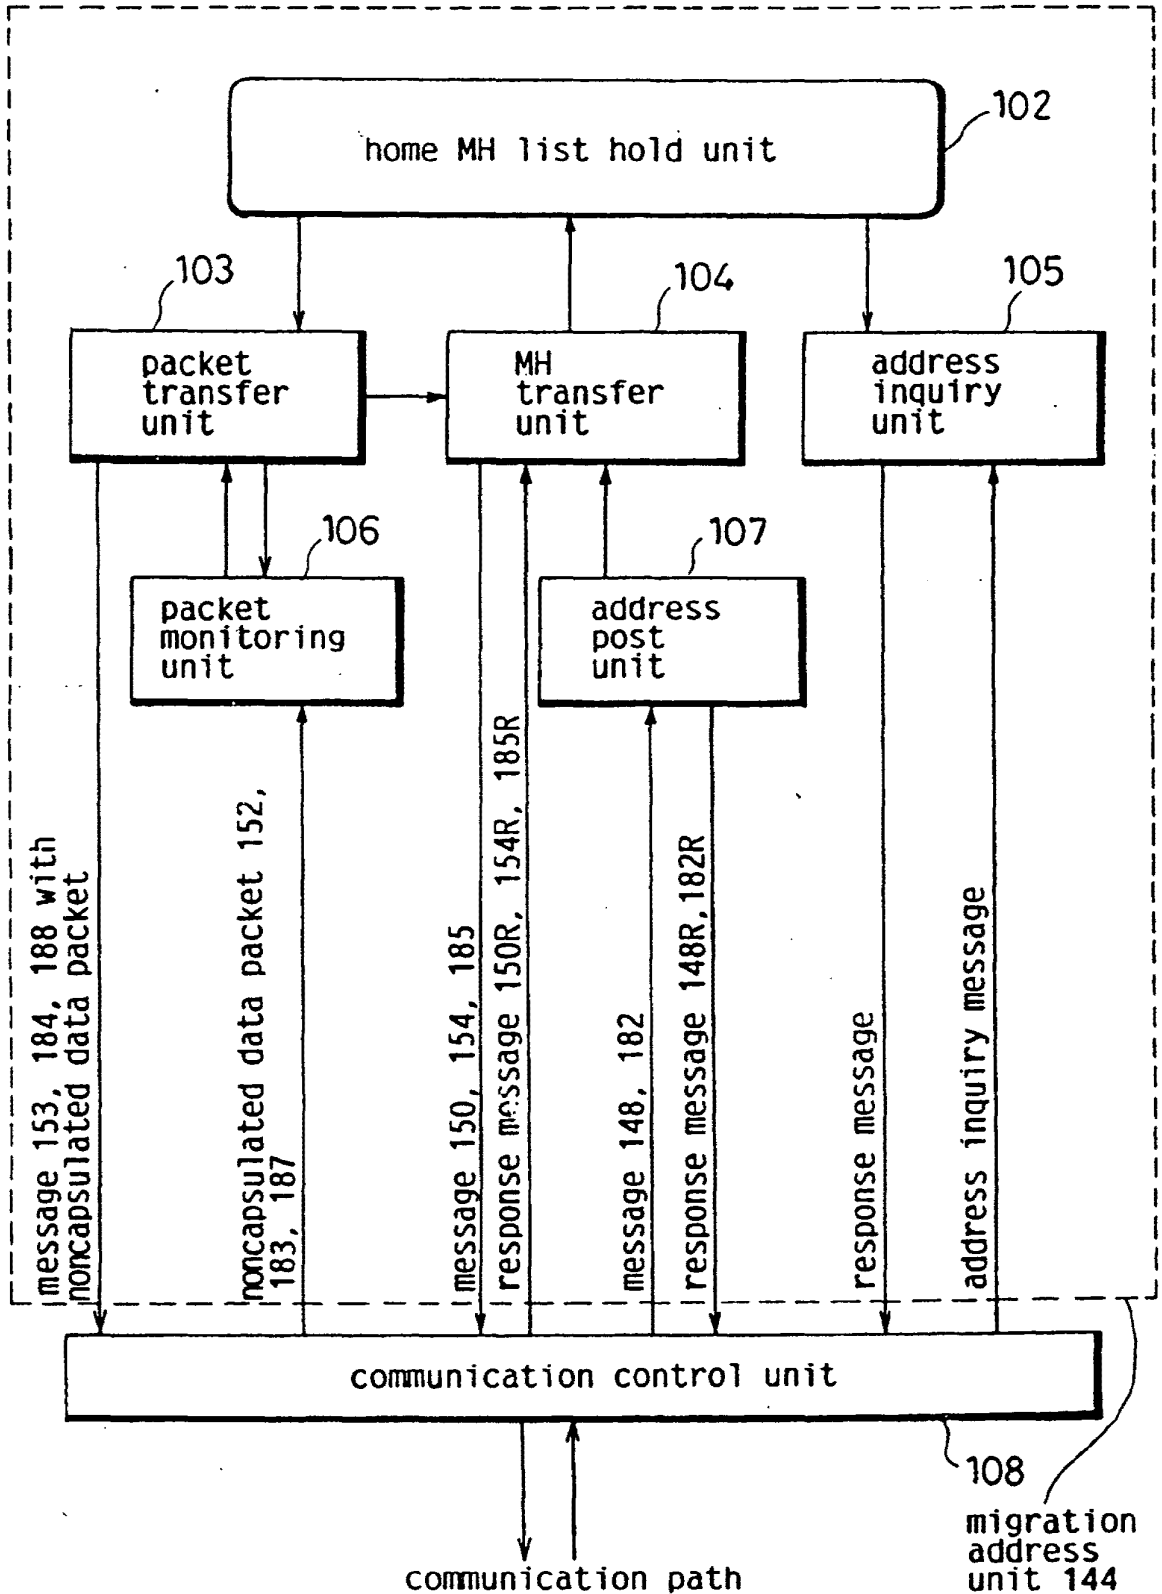 102
home MH list hold unit
103
104
105
packet
transfer
unit
MH
transfer
unit
address
inquiry
unit
106
107
packet
monitoring
unit
address
post
unit
message 153, 184, 188 with
noncapsulated data packet
noncapsulated data packet 152,
183, 187
message 150, 154, 185
response message 150R, 154R, 185R
message 148, 182
response message 148R,182R
response message
address inquiry message
communication control unit
108
migration
address
unit 144
communication path